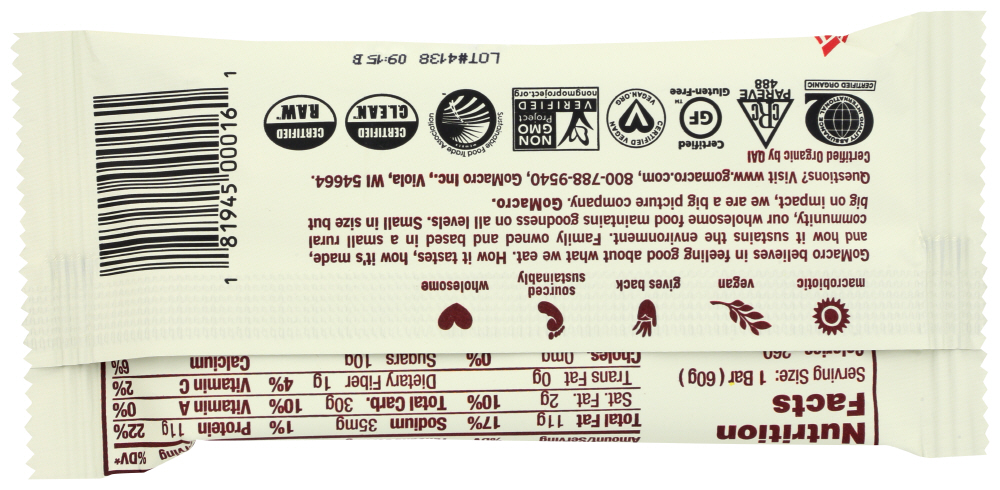 Nutrition
Facts
Serving Size: 1 Bar (60g)
Calories 260
Amount/Serving %DV*
Total Fat 11g 17%
Sat. Fat. 2g 10%
Trans Fat 0g
Choles. 0mg 0%
Sodium 35mg 1%
Total Carb. 30g 10%
Dietary Fiber 1g 4%
Sugars 10g
%DV*
Protein 11g 22%
Vitamin A 0%
Vitamin C 2%
Calcium 6%
macrobiotic
vegan
gives back
sourced
sustainably
wholesome
GoMacro believes in feeling good about what we eat. How it tastes, how it's made,
and how it sustains the environment. Family owned and based in a small rural
community, our wholesome food maintains goodness on all levels. Small in size but
big on impact, we are a big picture company. GoMacro.
Questions? Visit www.gomacro.com, 800-788-9540, GoMacro Inc., Viola, WI 54664.
Certified Organic by QAI
QUALITY ASSURANCE INTERNATIONAL
CERTIFIED ORGANIC
CRC
PAREVE
488
Certified
GF
Gluten-Free
TM
CERTIFIED VEGAN
VEGAN.ORG
NON
GMO
Project
VERIFIED
nongmoproject.org
Sustainable Food Trade Association
MEMBER
CERTIFIED
CLEAN
CERTIFIED
RAW
LOT#4138 09:15 B
1 81945 00016 1